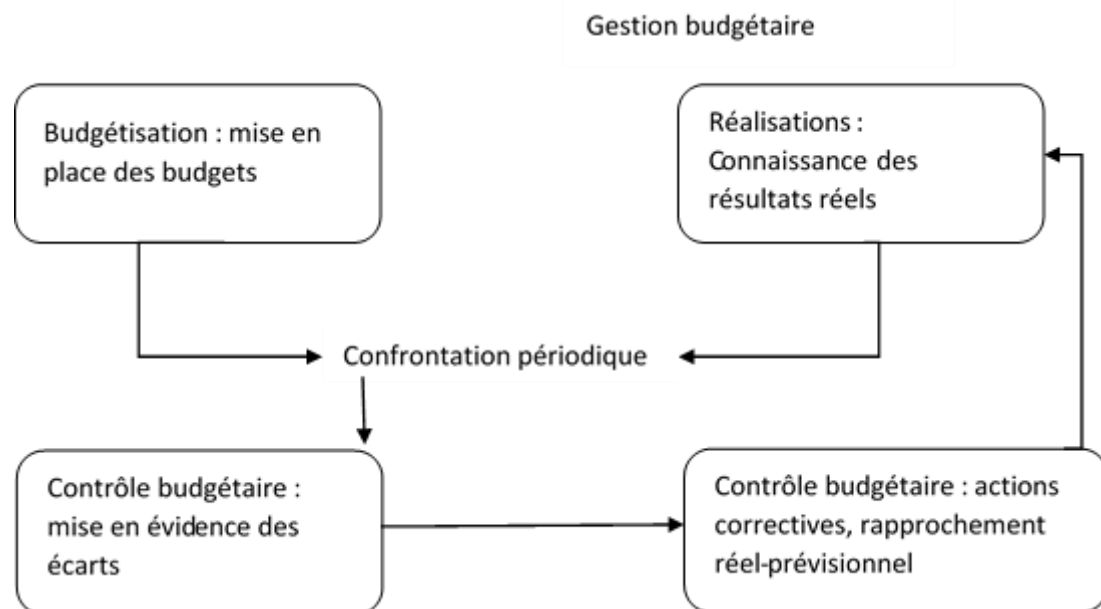 Gestion budgétaire
Budgétisation : mise en
place des budgets
Réalisations :
Connaissance des
résultats réels
Confrontation périodique
Contrôle budgétaire :
mise en évidence des
écarts
Contrôle budgétaire : actions
correctives, rapprochement
réel-prévisionnel